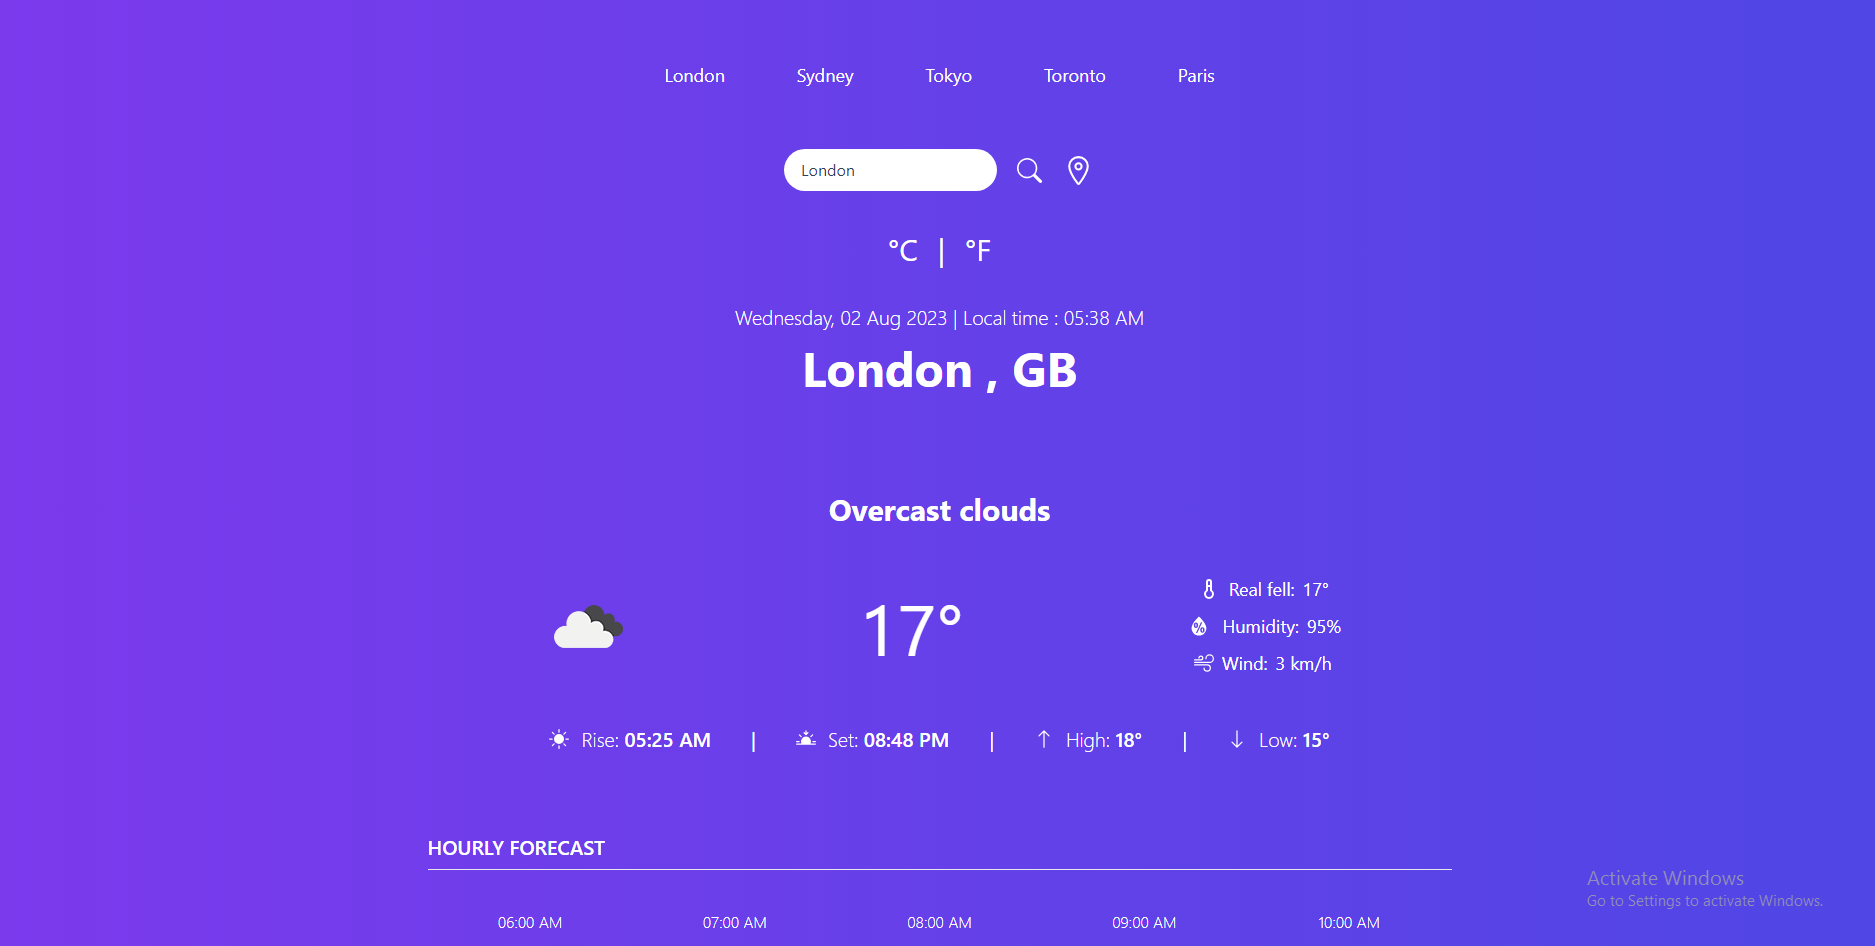 London Sydney Tokyo Toronto Paris
London
°C | °F
Wednesday, 02 Aug 2023 | Local time : 05:38 AM
London , GB
Overcast clouds
17°
Real fell: 17°
Humidity: 95%
Wind: 3 km/h
Rise: 05:25 AM | Set: 08:48 PM | High: 18° | Low: 15°
HOURLY FORECAST
Activate Windows
Go to Settings to activate Windows.
06:00 AM 07:00 AM 08:00 AM 09:00 AM 10:00 AM